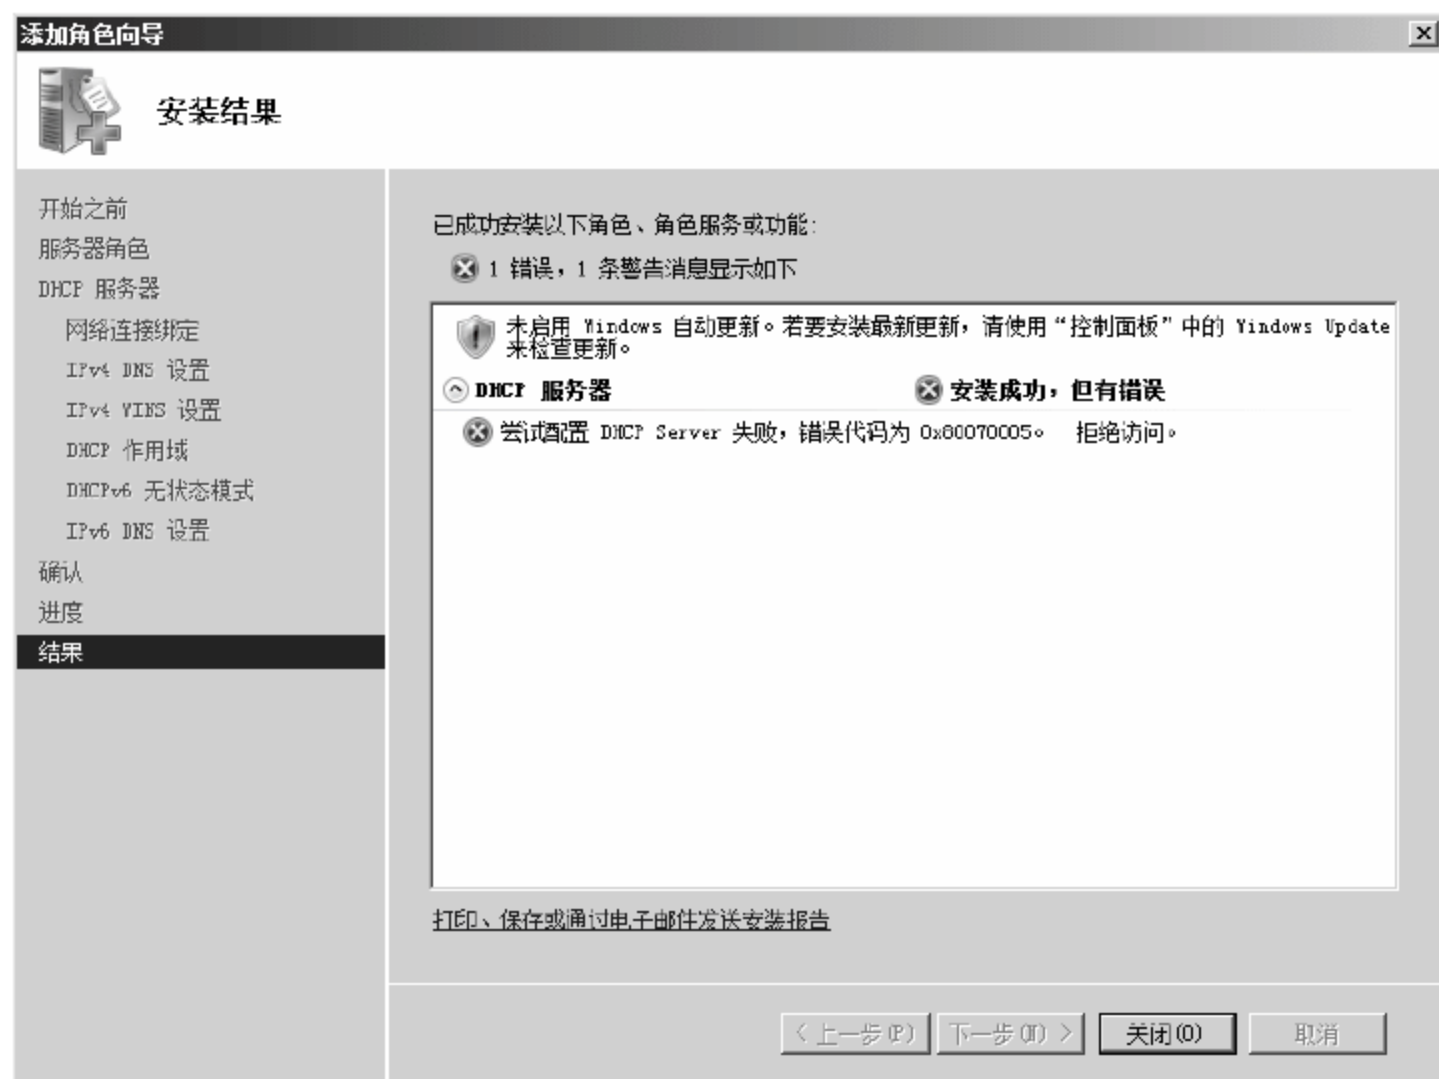 添加角色向导
安装结果
开始之前
服务器角色
DHCP 服务器
网络连接绑定
IPv4 DNS 设置
IPv4 WINS 设置
DHCP 作用域
DHCPv6 无状态模式
IPv6 DNS 设置
确认
进度
结果
已成功安装以下角色、角色服务或功能:
1 错误，1 条警告消息显示如下
未启用 Windows 自动更新。若要安装最新更新，请使用“控制面板”中的 Windows Update
来检查更新。
DHCP 服务器 安装成功，但有错误
尝试配置 DHCP Server 失败，错误代码为 0x80070005。 拒绝访问。
打印、保存或通过电子邮件发送安装报告
< 上一步(P) 下一步(N) > 关闭(O) 取消